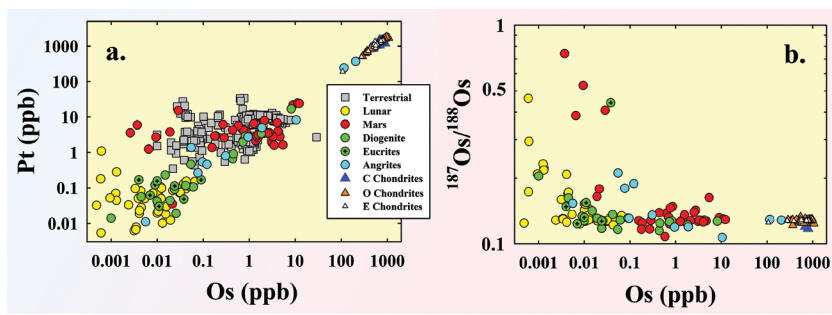 a.
Pt (ppb)
1000
100
10
1
0.1
0.01
0.001 0.01 0.1 1 10 100 1000
Os (ppb)
Terrestrial
Lunar
Mars
Diogenite
Eucrites
Angrites
C Chondrites
O Chondrites
E Chondrites
b.
187Os/188Os
1
0.5
0.1
0.001 0.01 0.1 1 10 100 1000
Os (ppb)